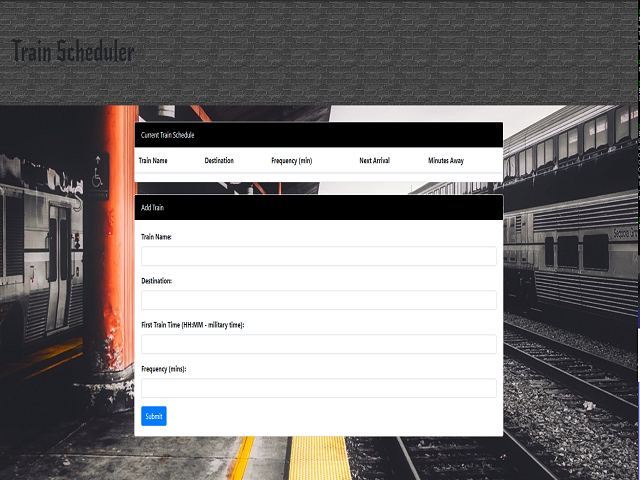 Train Scheduler
Current Train Schedule
Train Name Destination Frequency (min) Next Arrival Minutes Away
Add Train
Train Name:
Destination:
First Train Time (HH:MM - military time):
Frequency (mins):
Submit